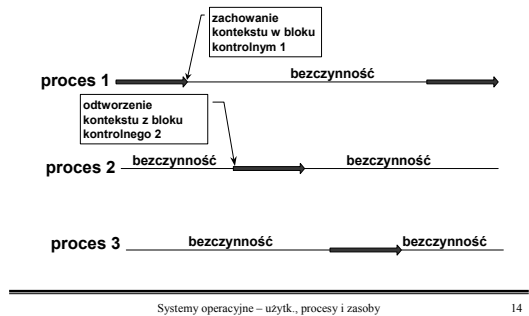 zachowanie
kontekstu w bloku
kontrolnym 1
proces 1
bezczynność
odtworzenie
kontekstu z bloku
kontrolnego 2
proces 2
bezczynność
bezczynność
proces 3
bezczynność
bezczynność
Systemy operacyjne – użytk., procesy i zasoby
14